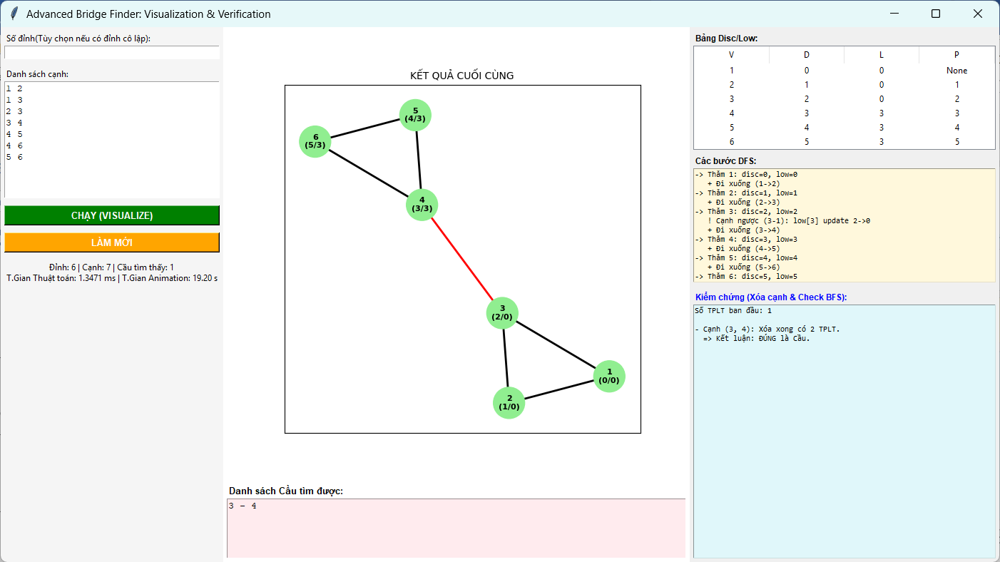 Advanced Bridge Finder: Visualization & Verification
Số đỉnh(Tùy chọn nếu có đỉnh cô lập):
Danh sách cạnh:
1 2
1 3
2 3
3 4
4 5
4 6
5 6
CHẠY (VISUALIZE)
LÀM MỚI
Đỉnh: 6 | Cạnh: 7 | Cầu tìm thấy: 1
T.Gian Thuật toán: 1.3471 ms | T.Gian Animation: 19.20 s
KẾT QUẢ CUỐI CÙNG
5
(4/3)
6
(5/3)
4
(3/3)
3
(2/0)
1
(0/0)
2
(1/0)
Danh sách Cầu tìm được:
3 - 4
Bảng Disc/Low:
V D L P
1 0 0 None
2 1 0 1
3 2 0 2
4 3 3 3
5 4 3 4
6 5 3 5
Các bước DFS:
-> Thăm 1: disc=0, low=0
+ Đi xuống (1->2)
-> Thăm 2: disc=1, low=1
+ Đi xuống (2->3)
-> Thăm 3: disc=2, low=2
! Cạnh ngược (3-1): low[3] update 2->0
+ Đi xuống (3->4)
-> Thăm 4: disc=3, low=3
+ Đi xuống (4->5)
-> Thăm 5: disc=4, low=4
+ Đi xuống (5->6)
-> Thăm 6: disc=5, low=5
Kiểm chứng (Xóa cạnh & Check BFS):
Số TPLT ban đầu: 1
- Cạnh (3, 4): Xóa xong có 2 TPLT.
=> Kết luận: ĐÚNG là Cầu.